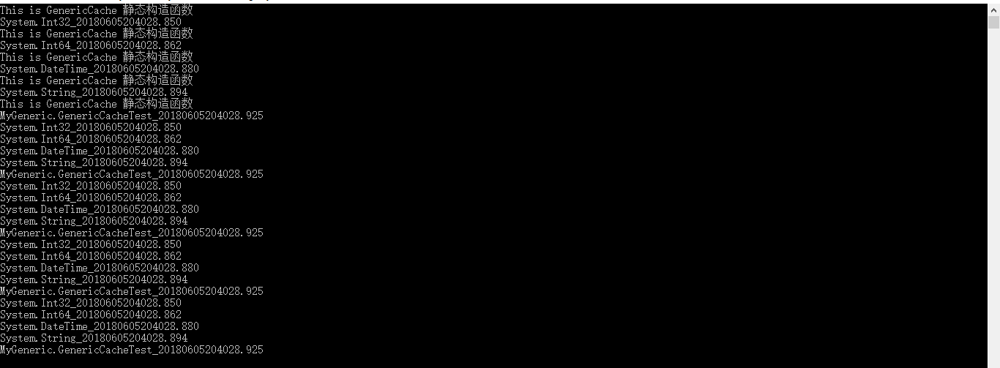 This is GenericCache 静态构造函数
System.Int32_20180605204028.850
This is GenericCache 静态构造函数
System.Int64_20180605204028.862
This is GenericCache 静态构造函数
System.DateTime_20180605204028.880
This is GenericCache 静态构造函数
System.String_20180605204028.894
This is GenericCache 静态构造函数
MyGeneric.GenericCacheTest_20180605204028.925
System.Int32_20180605204028.850
System.Int64_20180605204028.862
System.DateTime_20180605204028.880
System.String_20180605204028.894
MyGeneric.GenericCacheTest_20180605204028.925
System.Int32_20180605204028.850
System.Int64_20180605204028.862
System.DateTime_20180605204028.880
System.String_20180605204028.894
MyGeneric.GenericCacheTest_20180605204028.925
System.Int32_20180605204028.850
System.Int64_20180605204028.862
System.DateTime_20180605204028.880
System.String_20180605204028.894
MyGeneric.GenericCacheTest_20180605204028.925
System.Int32_20180605204028.850
System.Int64_20180605204028.862
System.DateTime_20180605204028.880
System.String_20180605204028.894
MyGeneric.GenericCacheTest_20180605204028.925